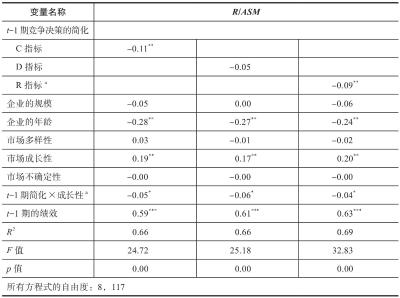 变量名称 R/ASM
t−1 期竞争决策的简化
C 指标 −0.11**
D 指标 −0.05
R 指标 a −0.09**
企业的规模 −0.05 0.00 −0.06
企业的年龄 −0.28** −0.27** −0.24**
市场多样性 0.03 −0.01 −0.02
市场成长性 0.19** 0.17** 0.20**
市场不确定性 −0.00 −0.00 −0.00
t−1 期简化×成长性 a −0.05* −0.06* −0.04*
t−1 期的绩效 0.59*** 0.61*** 0.63***
R² 0.66 0.66 0.69
F 值 24.72 25.18 32.83
p 值 0.00 0.00 0.00
所有方程式的自由度：8，117